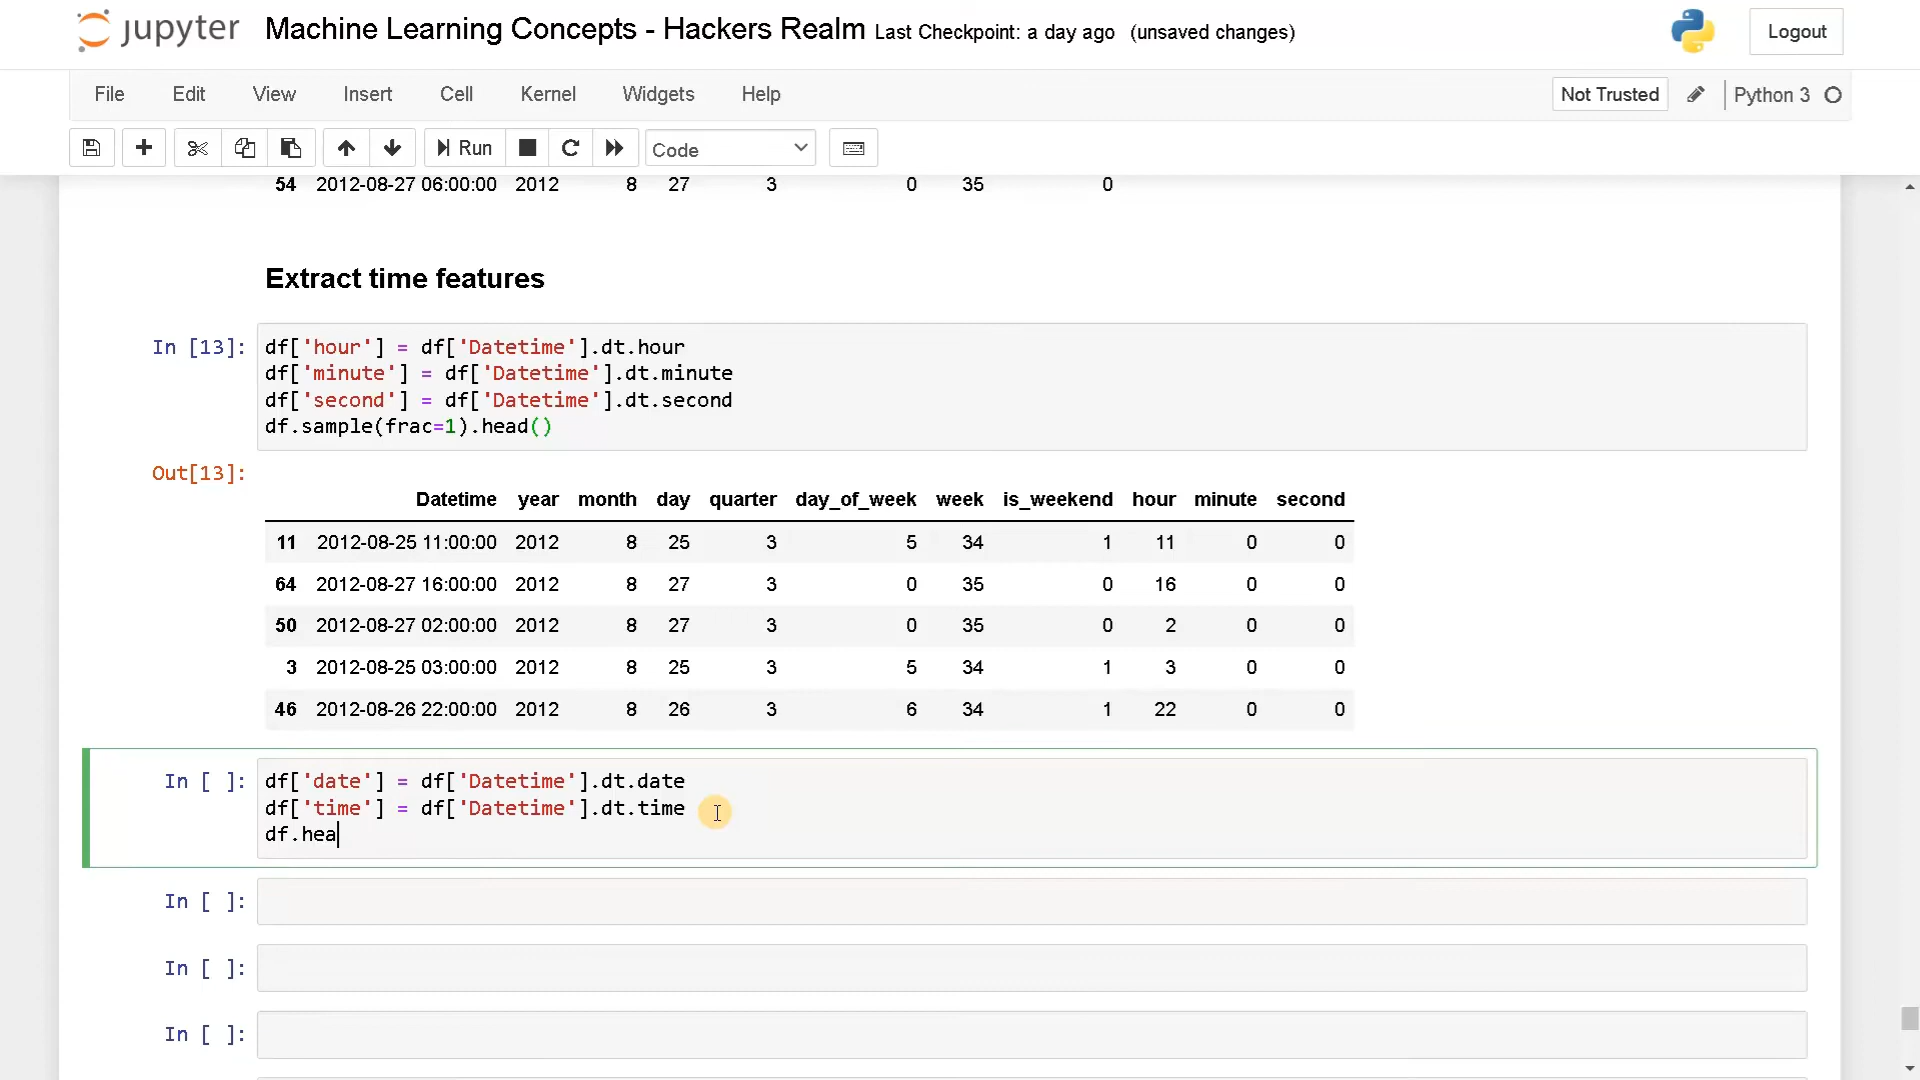 jupyter Machine Learning Concepts - Hackers Realm Last Checkpoint: a day ago (unsaved changes) Logout
File Edit View Insert Cell Kernel Widgets Help Not Trusted Python 3
Run Code
54 2012-08-27 06:00:00 2012 8 27 3 0 35 0
Extract time features
In [13]: df['hour'] = df['Datetime'].dt.hour
df['minute'] = df['Datetime'].dt.minute
df['second'] = df['Datetime'].dt.second
df.sample(frac=1).head()
Out[13]:
Datetime year month day quarter day_of_week week is_weekend hour minute second
11 2012-08-25 11:00:00 2012 8 25 3 5 34 1 11 0 0
64 2012-08-27 16:00:00 2012 8 27 3 0 35 0 16 0 0
50 2012-08-27 02:00:00 2012 8 27 3 0 35 0 2 0 0
3 2012-08-25 03:00:00 2012 8 25 3 5 34 1 3 0 0
46 2012-08-26 22:00:00 2012 8 26 3 6 34 1 22 0 0
In [ ]: df['date'] = df['Datetime'].dt.date
df['time'] = df['Datetime'].dt.time
df.hea
In [ ]:
In [ ]:
In [ ]: